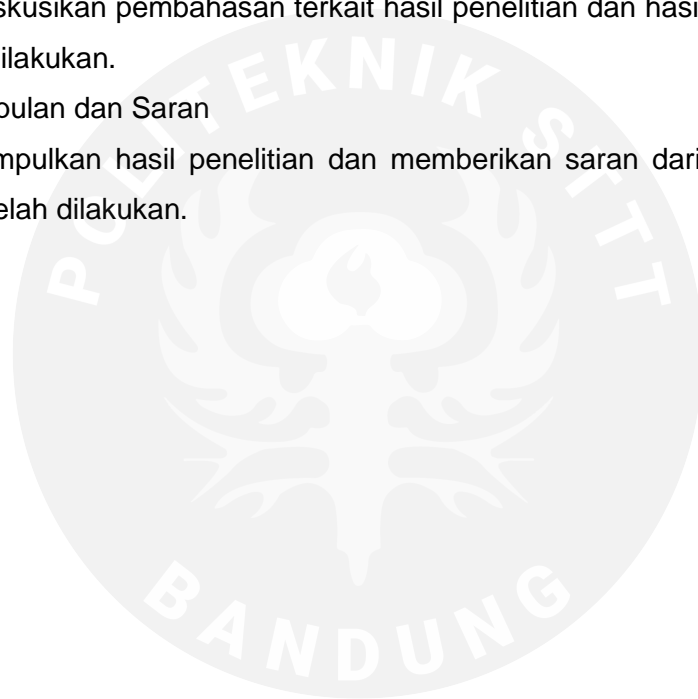 skusikan pembahasan terkait hasil penelitian dan hasi
ilakukan.
pulan dan Saran
mpulkan hasil penelitian dan memberikan saran dari
elah dilakukan.
POLITEKNIK STTT
BANDUNG